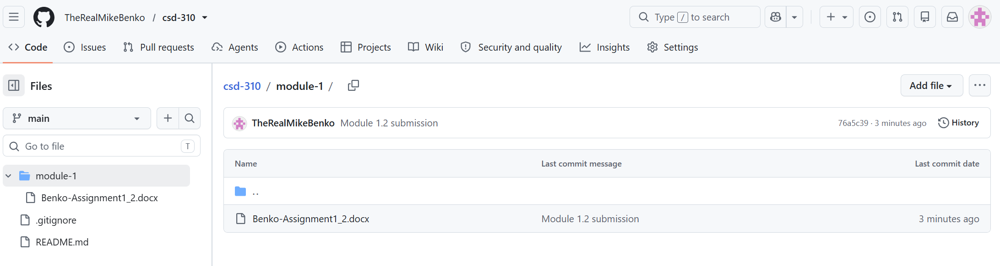 TheRealMikeBenko / csd-310
Type / to search
Code Issues Pull requests Agents Actions Projects Wiki Security and quality Insights Settings
Files
main
Go to file T
module-1
Benko-Assignment1_2.docx
.gitignore
README.md
csd-310 / module-1 /
Add file
TheRealMikeBenko Module 1.2 submission 76a5c39 · 3 minutes ago History
Name Last commit message Last commit date
..
Benko-Assignment1_2.docx Module 1.2 submission 3 minutes ago